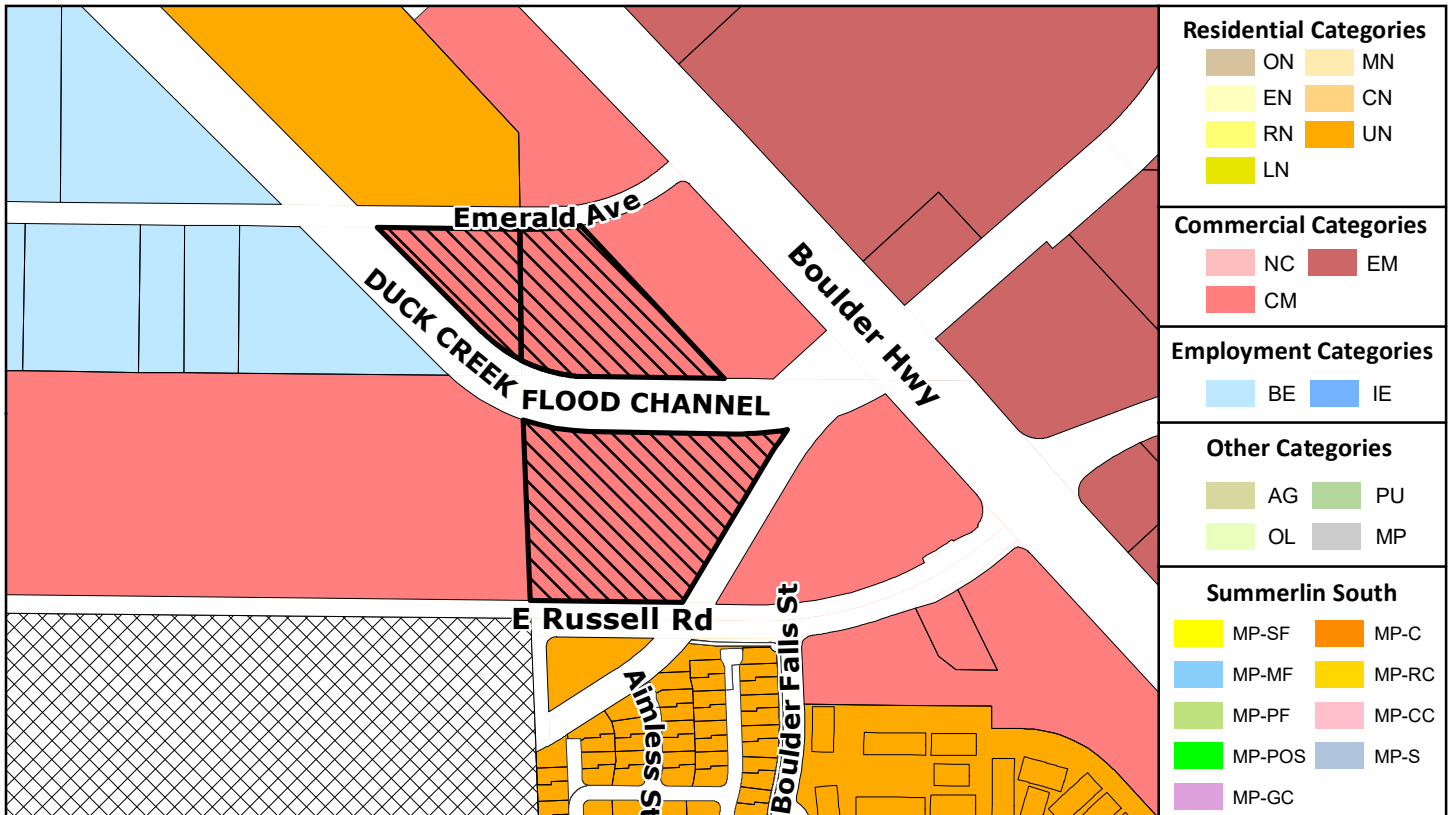 Emerald Ave
DUCK CREEK FLOOD CHANNEL
Boulder Hwy
E Russell Rd
Aimless St
Boulder Falls St
Residential Categories
ON MN
EN CN
RN UN
LN
Commercial Categories
NC EM
CM
Employment Categories
BE IE
Other Categories
AG PU
OL MP
Summerlin South
MP-SF MP-C
MP-MF MP-RC
MP-PF MP-CC
MP-POS MP-S
MP-GC